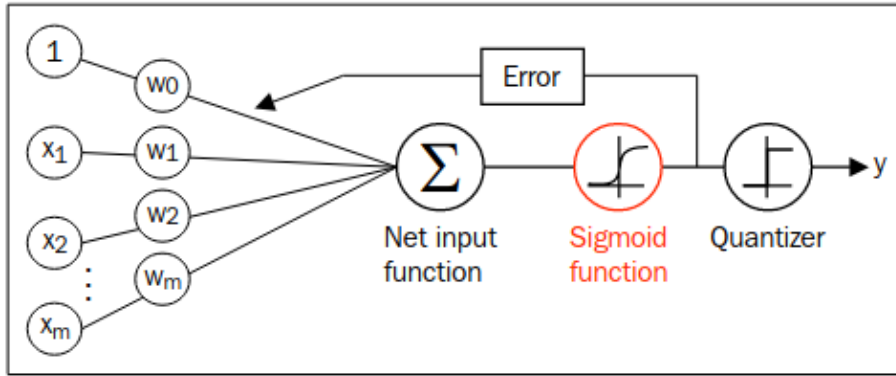 1
w0
Error
x1
w1
Σ
y
w2
x2
Net input
function
Sigmoid
function
Quantizer
wm
⋮
xm